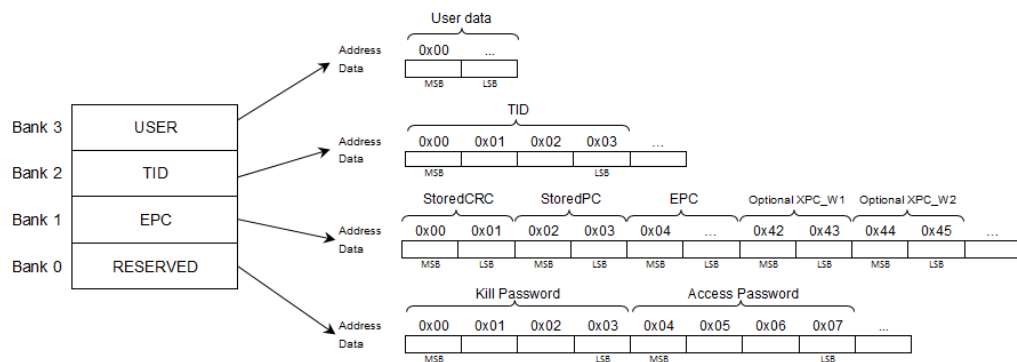 User data
Address 0x00 ...
Data
MSB LSB
Bank 3 USER
TID
Address 0x00 0x01 0x02 0x03 ...
Data
MSB LSB
Bank 2 TID
StoredCRC StoredPC EPC Optional XPC_W1 Optional XPC_W2
Bank 1 EPC
Address 0x00 0x01 0x02 0x03 0x04 ... 0x42 0x43 0x44 0x45 ...
Data
MSB LSB MSB LSB MSB LSB MSB LSB MSB LSB
Bank 0 RESERVED
Kill Password Access Password
Address 0x00 0x01 0x02 0x03 0x04 0x05 0x06 0x07 ...
Data
MSB LSB MSB LSB